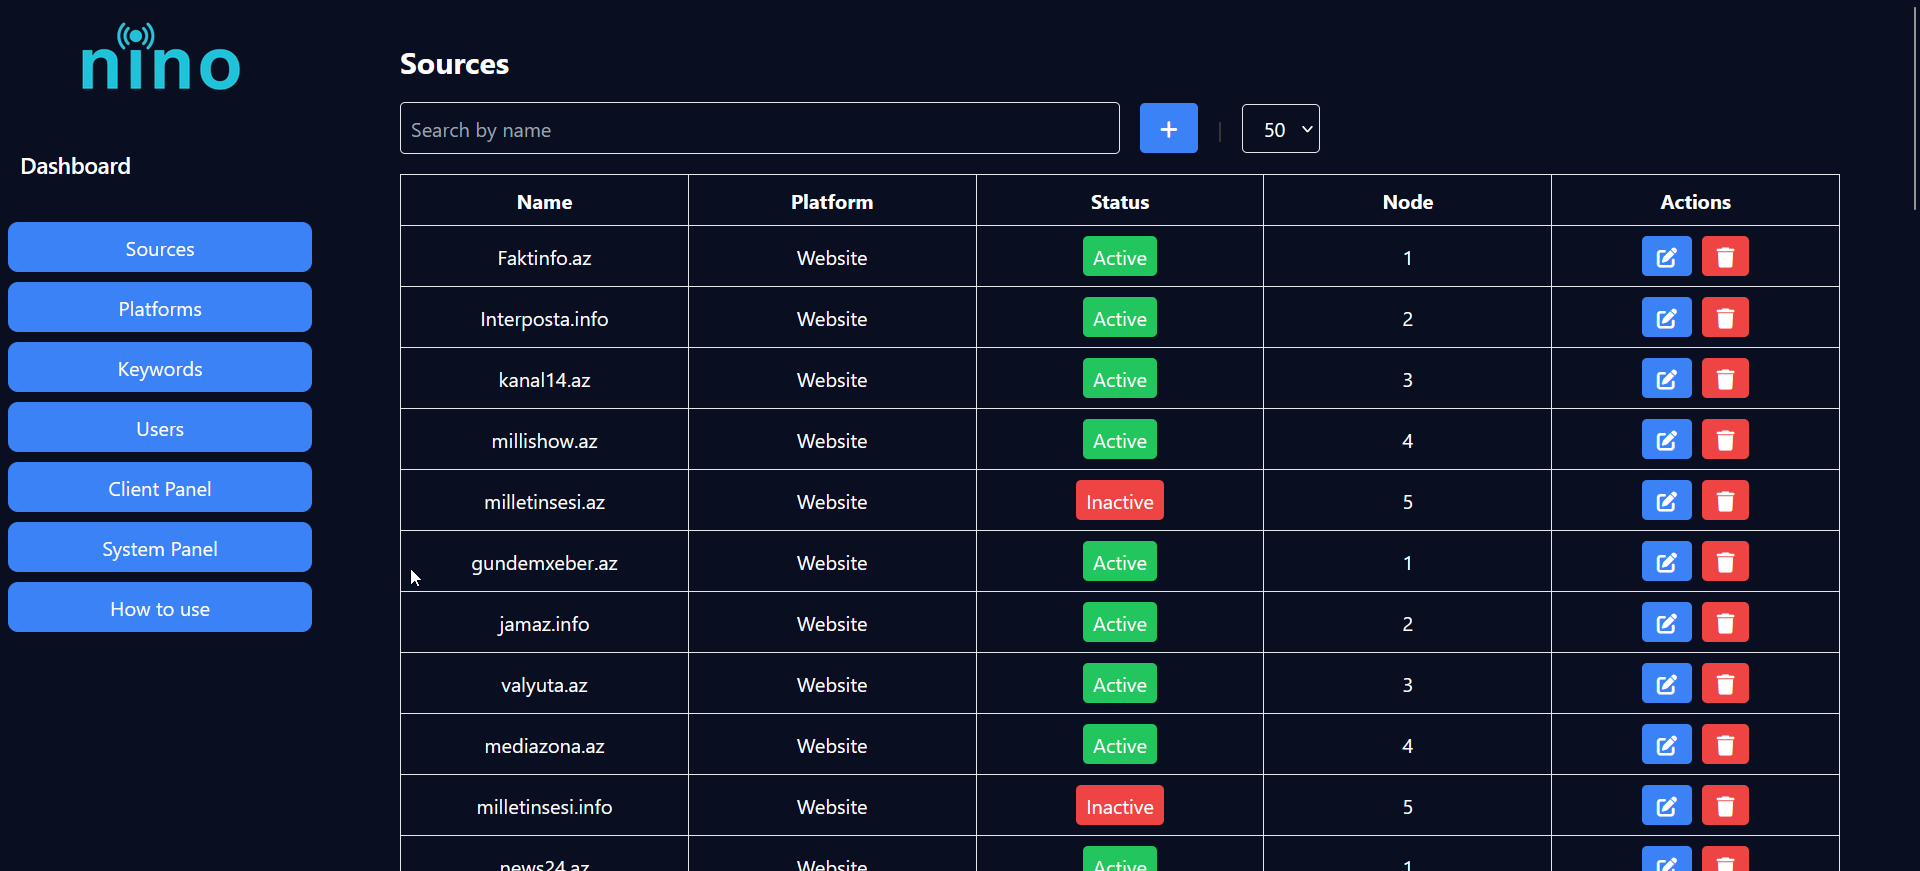 nino
Dashboard
Sources
Platforms
Keywords
Users
Client Panel
System Panel
How to use
Sources
Search by name
+ | 50
Name Platform Status Node Actions
Faktinfo.az Website Active 1
Interposta.info Website Active 2
kanal14.az Website Active 3
millishow.az Website Active 4
milletinsesi.az Website Inactive 5
gundemxeber.az Website Active 1
jamaz.info Website Active 2
valyuta.az Website Active 3
mediazona.az Website Active 4
milletinsesi.info Website Inactive 5
news24.az Website Active 1